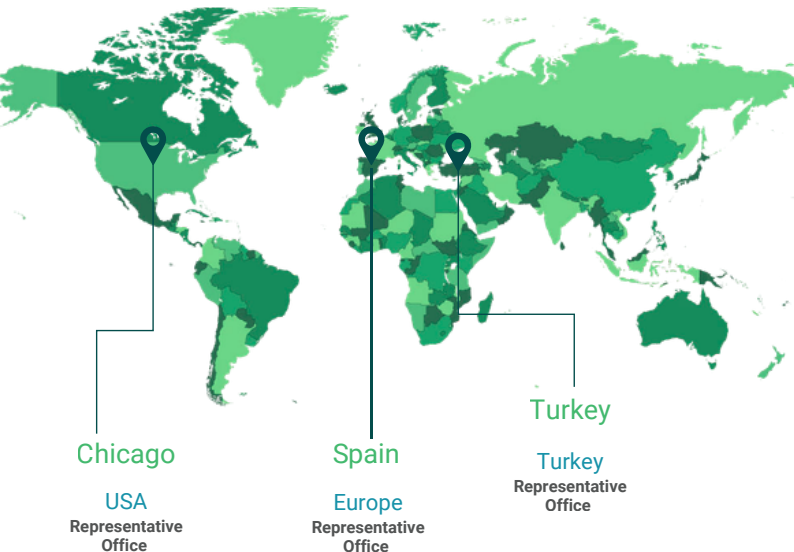 Chicago
USA
Representative
Office
Spain
Europe
Representative
Office
Turkey
Turkey
Representative
Office